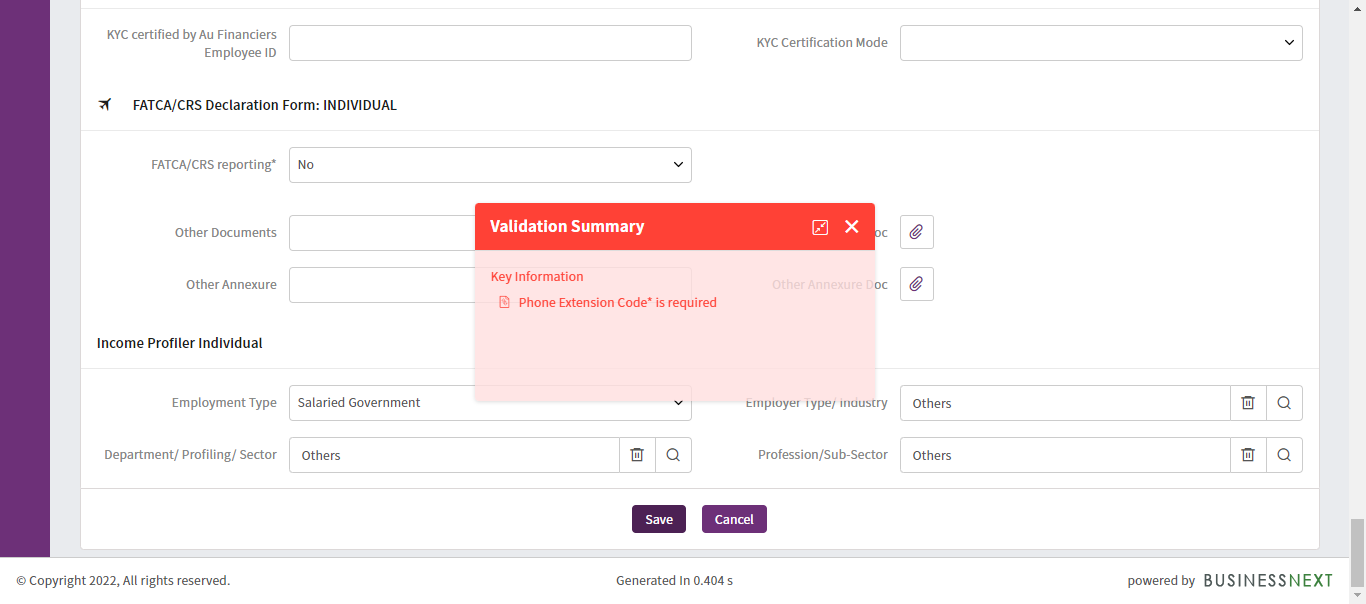 KYC certified by Au Financiers
Employee ID
KYC Certification Mode
FATCA/CRS Declaration Form: INDIVIDUAL
FATCA/CRS reporting*
No
Validation Summary
Other Documents
oc
Key Information
Other Annexure
Other Annexure Doc
Phone Extension Code* is required
Income Profiler Individual
Employment Type
Salaried Government
Employer Type/ Industry
Others
Department/ Profiling/ Sector
Others
Profession/Sub-Sector
Others
Save
Cancel
© Copyright 2022, All rights reserved.
Generated In 0.404 s
powered by BUSINESSNEXT